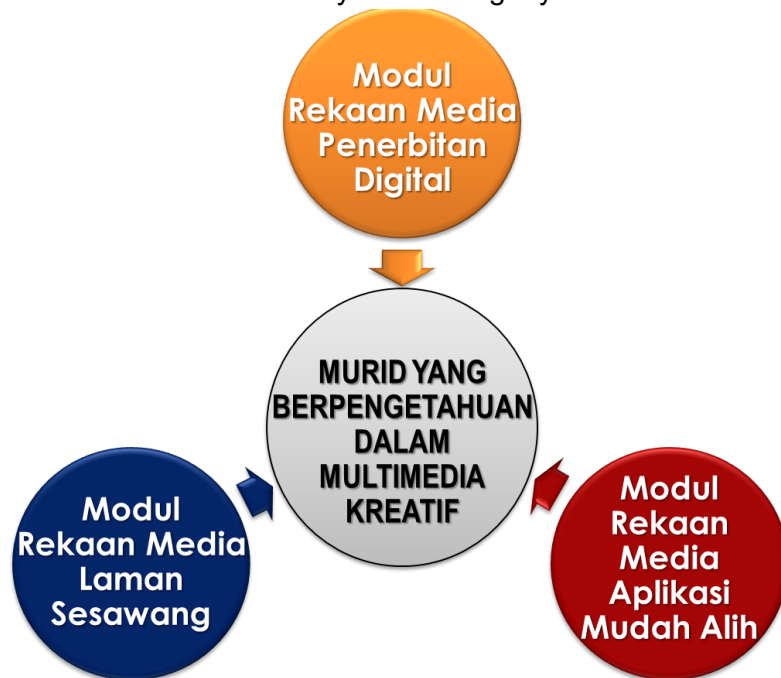 Modul
Rekaan Media
Penerbitan
Digital
MURID YANG
BERPENGETAHUAN
DALAM
MULTIMEDIA
KREATIF
Modul
Rekaan Media
Laman
Sesawang
Modul
Rekaan
Media
Aplikasi
Mudah Alih